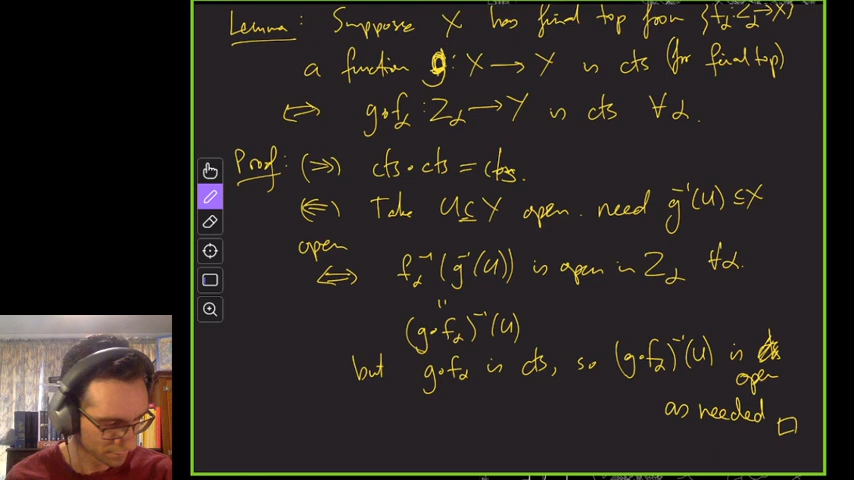 Lemma: Suppose X has final top from {f_α: Z_α → X}
a function g: X → Y is cts (for final top)
⟺ g∘f_α: Z_α → Y is cts ∀α.
Proof: (⇒) cts∘cts = cts.
(⇐) Take U ⊆ Y open. need g⁻¹(U) ⊆ X
open
⟺ f_α⁻¹(g⁻¹(U)) is open in Z_α ∀α.
"
(g∘f_α)⁻¹(U)
but g∘f_α is cts, so (g∘f_α)⁻¹(U) is
open
as needed □